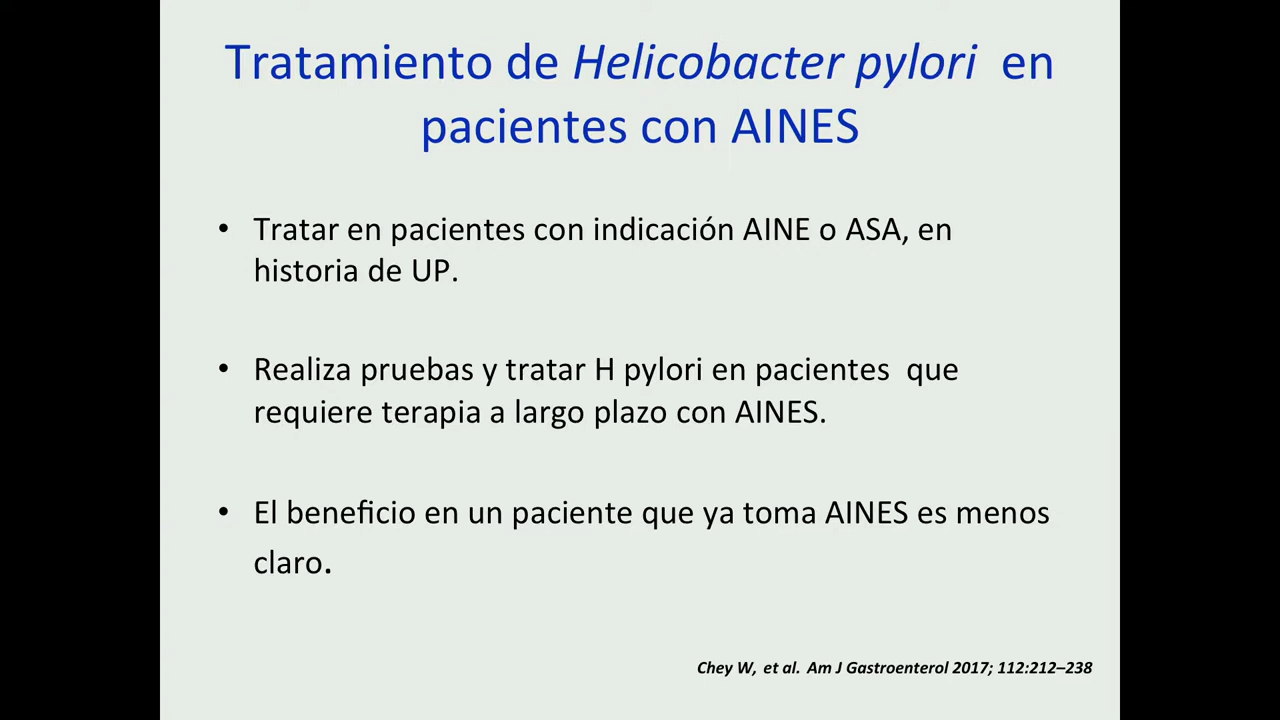 Tratamiento de Helicobacter pylori en
pacientes con AINES
• Tratar en pacientes con indicación AINE o ASA, en
historia de UP.
• Realiza pruebas y tratar H pylori en pacientes que
requiere terapia a largo plazo con AINES.
• El beneficio en un paciente que ya toma AINES es menos
claro.
Chey W, et al. Am J Gastroenterol 2017; 112:212–238